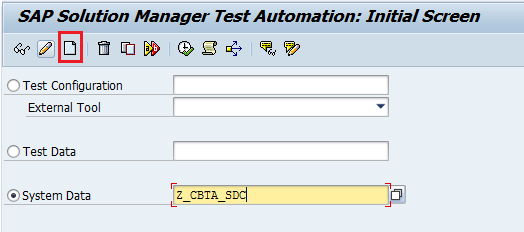 SAP Solution Manager Test Automation: Initial Screen
Test Configuration
External Tool
Test Data
System Data Z_CBTA_SDC